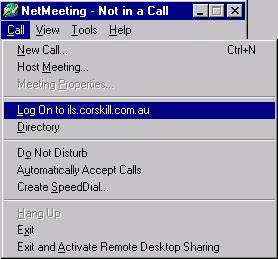 NetMeeting - Not in a Call
Call View Tools Help
New Call... Ctrl+N
Host Meeting...
Meeting Properties...
Log On to ils.corskill.com.au
Directory
Do Not Disturb
Automatically Accept Calls
Create SpeedDial...
Hang Up
Exit
Exit and Activate Remote Desktop Sharing